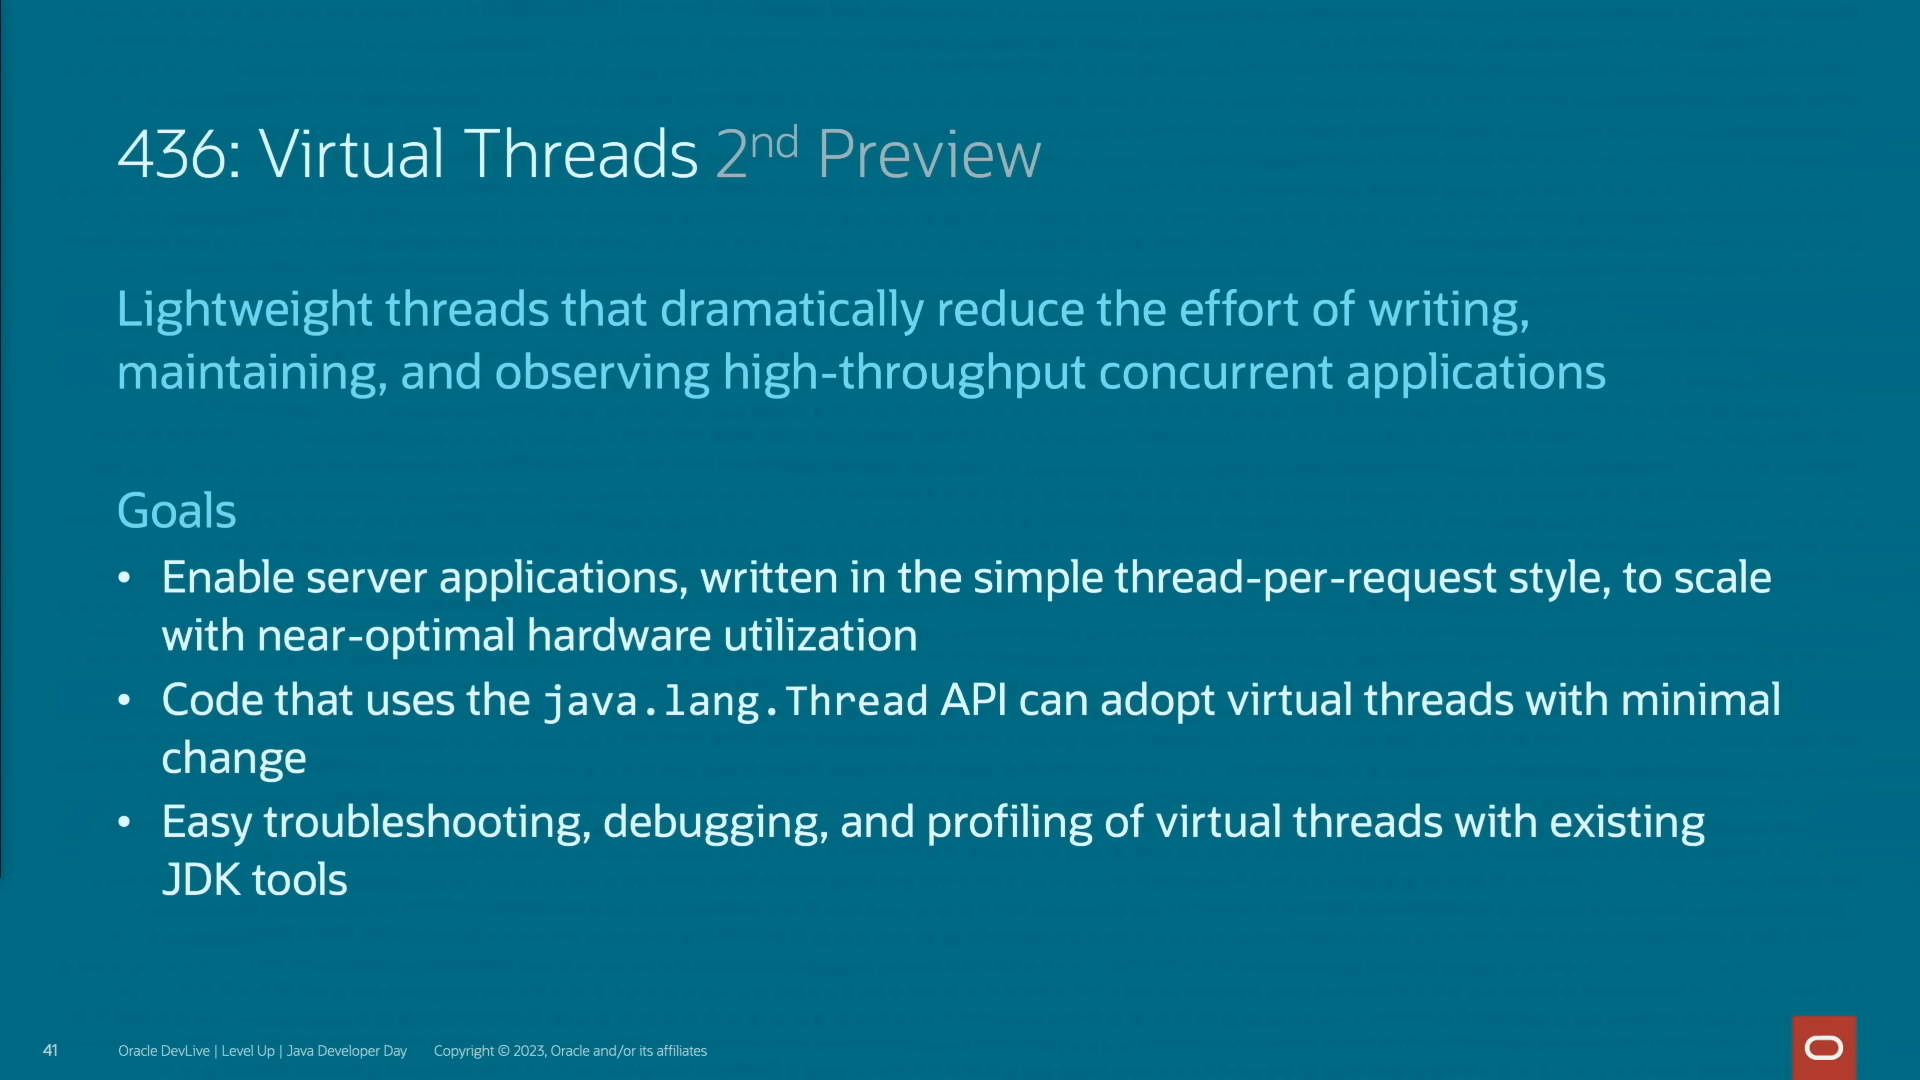 436: Virtual Threads 2nd Preview
Lightweight threads that dramatically reduce the effort of writing,
maintaining, and observing high-throughput concurrent applications
Goals
• Enable server applications, written in the simple thread-per-request style, to scale
with near-optimal hardware utilization
• Code that uses the java.lang.Thread API can adopt virtual threads with minimal
change
• Easy troubleshooting, debugging, and profiling of virtual threads with existing
JDK tools
41 Oracle DevLive | Level Up | Java Developer Day Copyright © 2023, Oracle and/or its affiliates